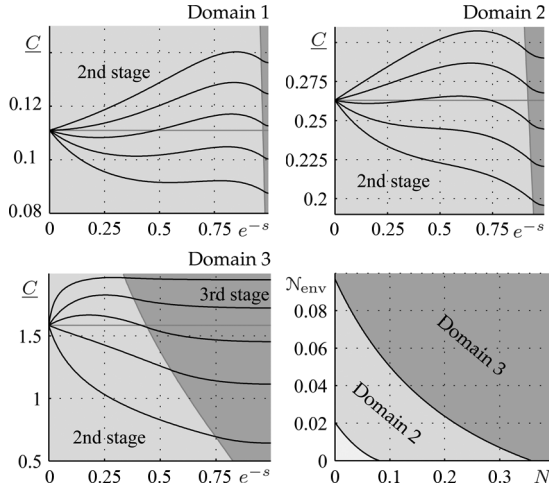 Domain 1
C
2nd stage
0.12
0.1
0.08
0 0.25 0.5 0.75 e^{-s}
Domain 2
C
0.275
0.25
0.225
0.2
2nd stage
0 0.25 0.5 0.75 e^{-s}
Domain 3
C
3rd stage
1.5
1
0.5
2nd stage
0 0.25 0.5 0.75 e^{-s}
N_env
0.08
0.06
0.04
0.02
0
Domain 3
Domain 2
0 0.1 0.2 0.3 N